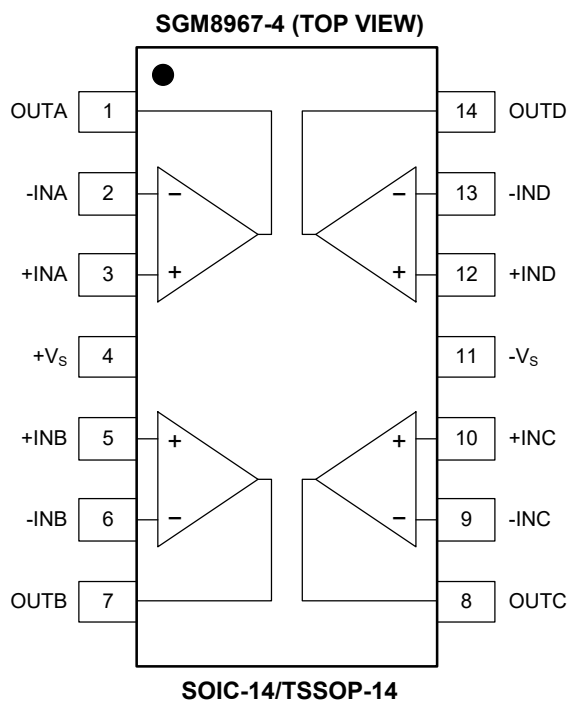 SGM8967-4 (TOP VIEW)
OUTA 1 14 OUTD
-INA 2 − − 13 -IND
+INA 3 + + 12 +IND
+VS 4 11 -VS
+INB 5 + + 10 +INC
-INB 6 − − 9 -INC
OUTB 7 8 OUTC
SOIC-14/TSSOP-14